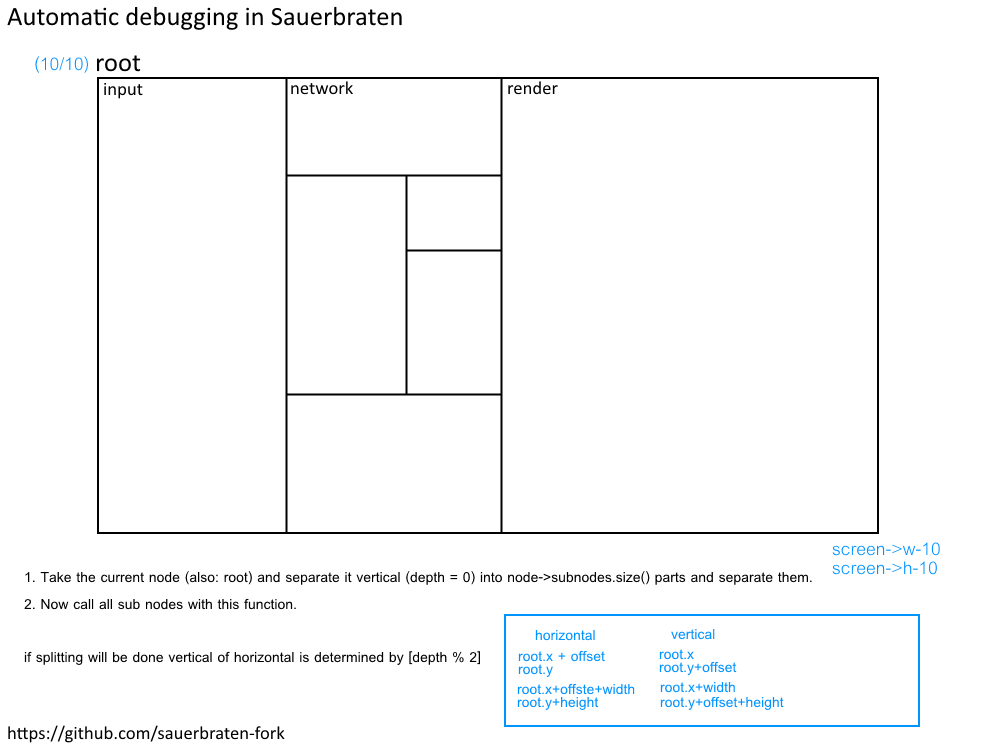 Automatic debugging in Sauerbraten
(10/10) root
input
network
render
screen->w-10
screen->h-10
1. Take the current node (also: root) and separate it vertical (depth = 0) into node->subnodes.size() parts and separate them.
2. Now call all sub nodes with this function.
if splitting will be done vertical of horizontal is determined by [depth % 2]
horizontal
root.x + offset
root.y
root.x+offste+width
root.y+height
vertical
root.x
root.y+offset
root.x+width
root.y+offset+height
https://github.com/sauerbraten-fork